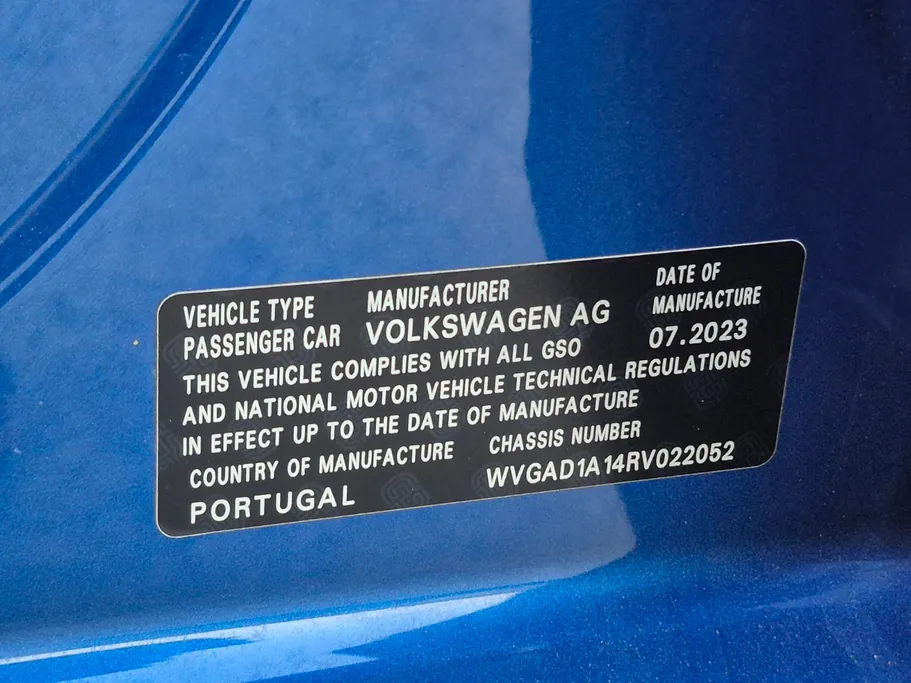 VEHICLE TYPE MANUFACTURER DATE OF
PASSENGER CAR VOLKSWAGEN AG MANUFACTURE
07.2023
THIS VEHICLE COMPLIES WITH ALL GSO
AND NATIONAL MOTOR VEHICLE TECHNICAL REGULATIONS
IN EFFECT UP TO THE DATE OF MANUFACTURE
COUNTRY OF MANUFACTURE CHASSIS NUMBER
PORTUGAL WVGAD1A14RV022052